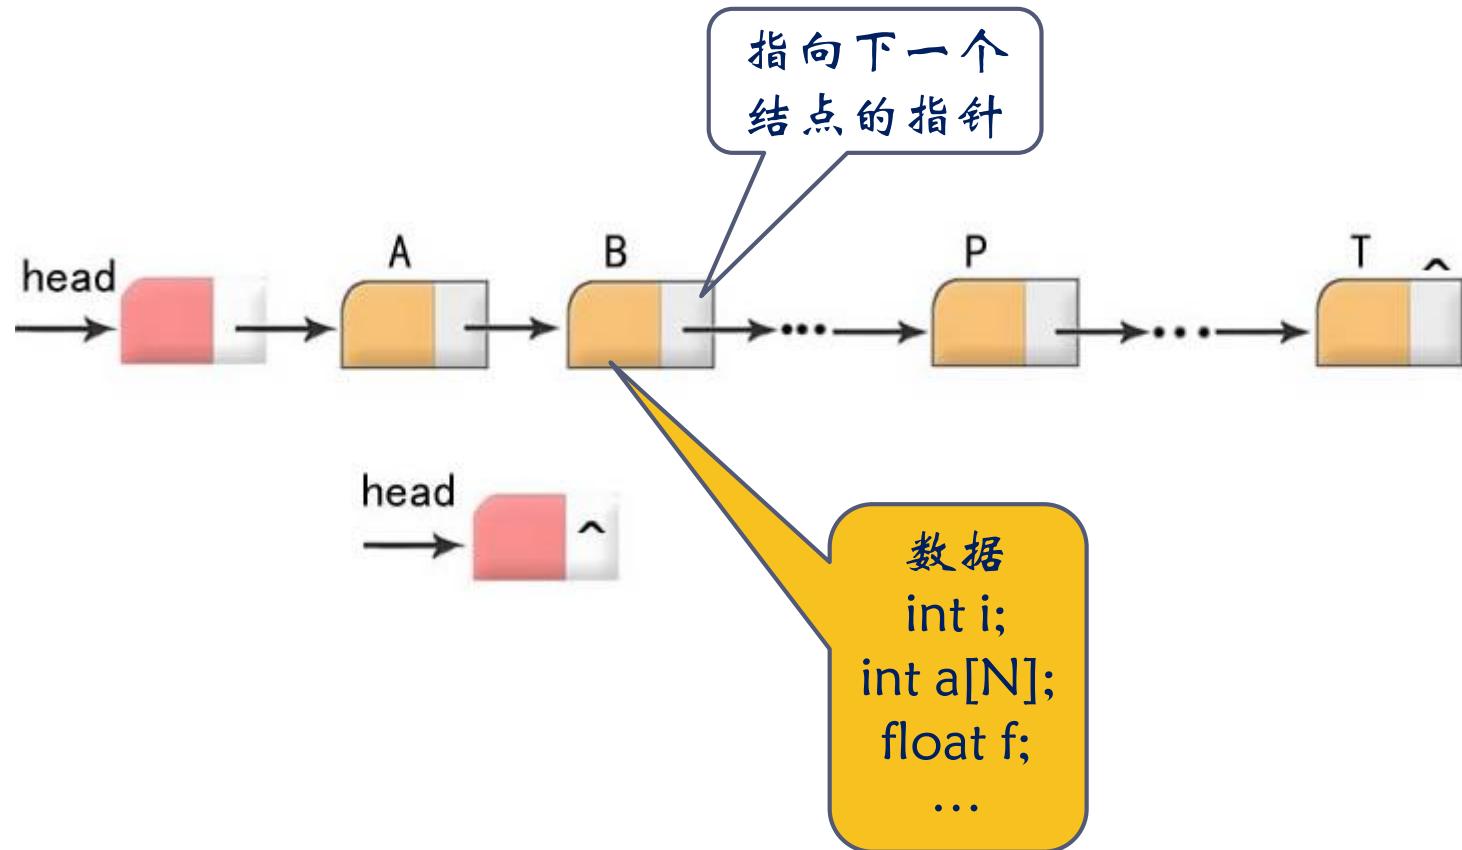 指向下一个
结点的指针
head
A
B
P
T
^
...
...
head
^
数据
int i;
int a[N];
float f;
...